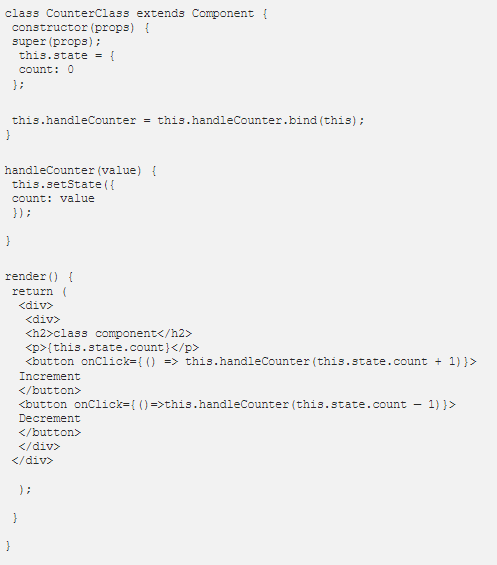 class CounterClass extends Component {
constructor(props) {
super(props);
this.state = {
count: 0
};
this.handleCounter = this.handleCounter.bind(this);
}
handleCounter(value) {
this.setState({
count: value
});
}
render() {
return (
<div>
<div>
<h2>class component</h2>
<p>{this.state.count}</p>
<button onClick={() => this.handleCounter(this.state.count + 1)}>
Increment
</button>
<button onClick={()=>this.handleCounter(this.state.count – 1)}>
Decrement
</button>
</div>
</div>
);
}
}